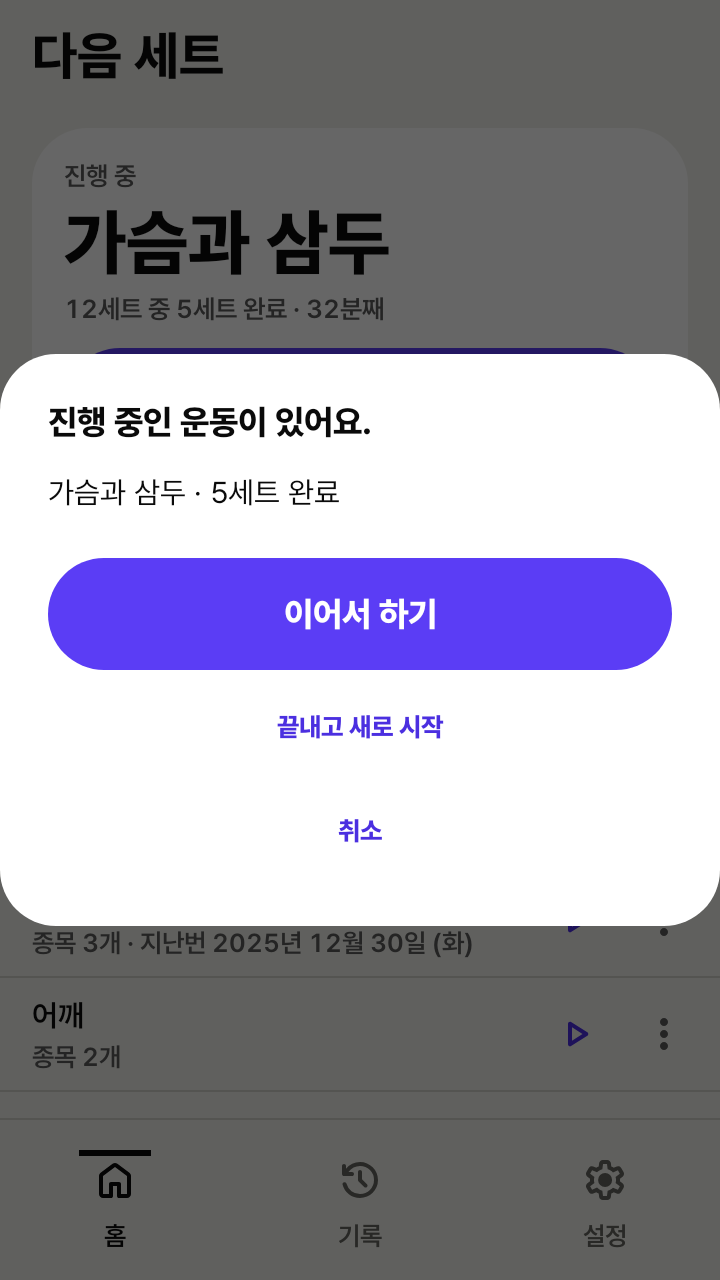 다음 세트
진행 중
가슴과 삼두
12세트 중 5세트 완료 · 32분째
진행 중인 운동이 있어요.
가슴과 삼두 · 5세트 완료
이어서 하기
끝내고 새로 시작
취소
종목 3개 · 지난번 2025년 12월 30일 (화)
어깨
종목 2개
홈
기록
설정